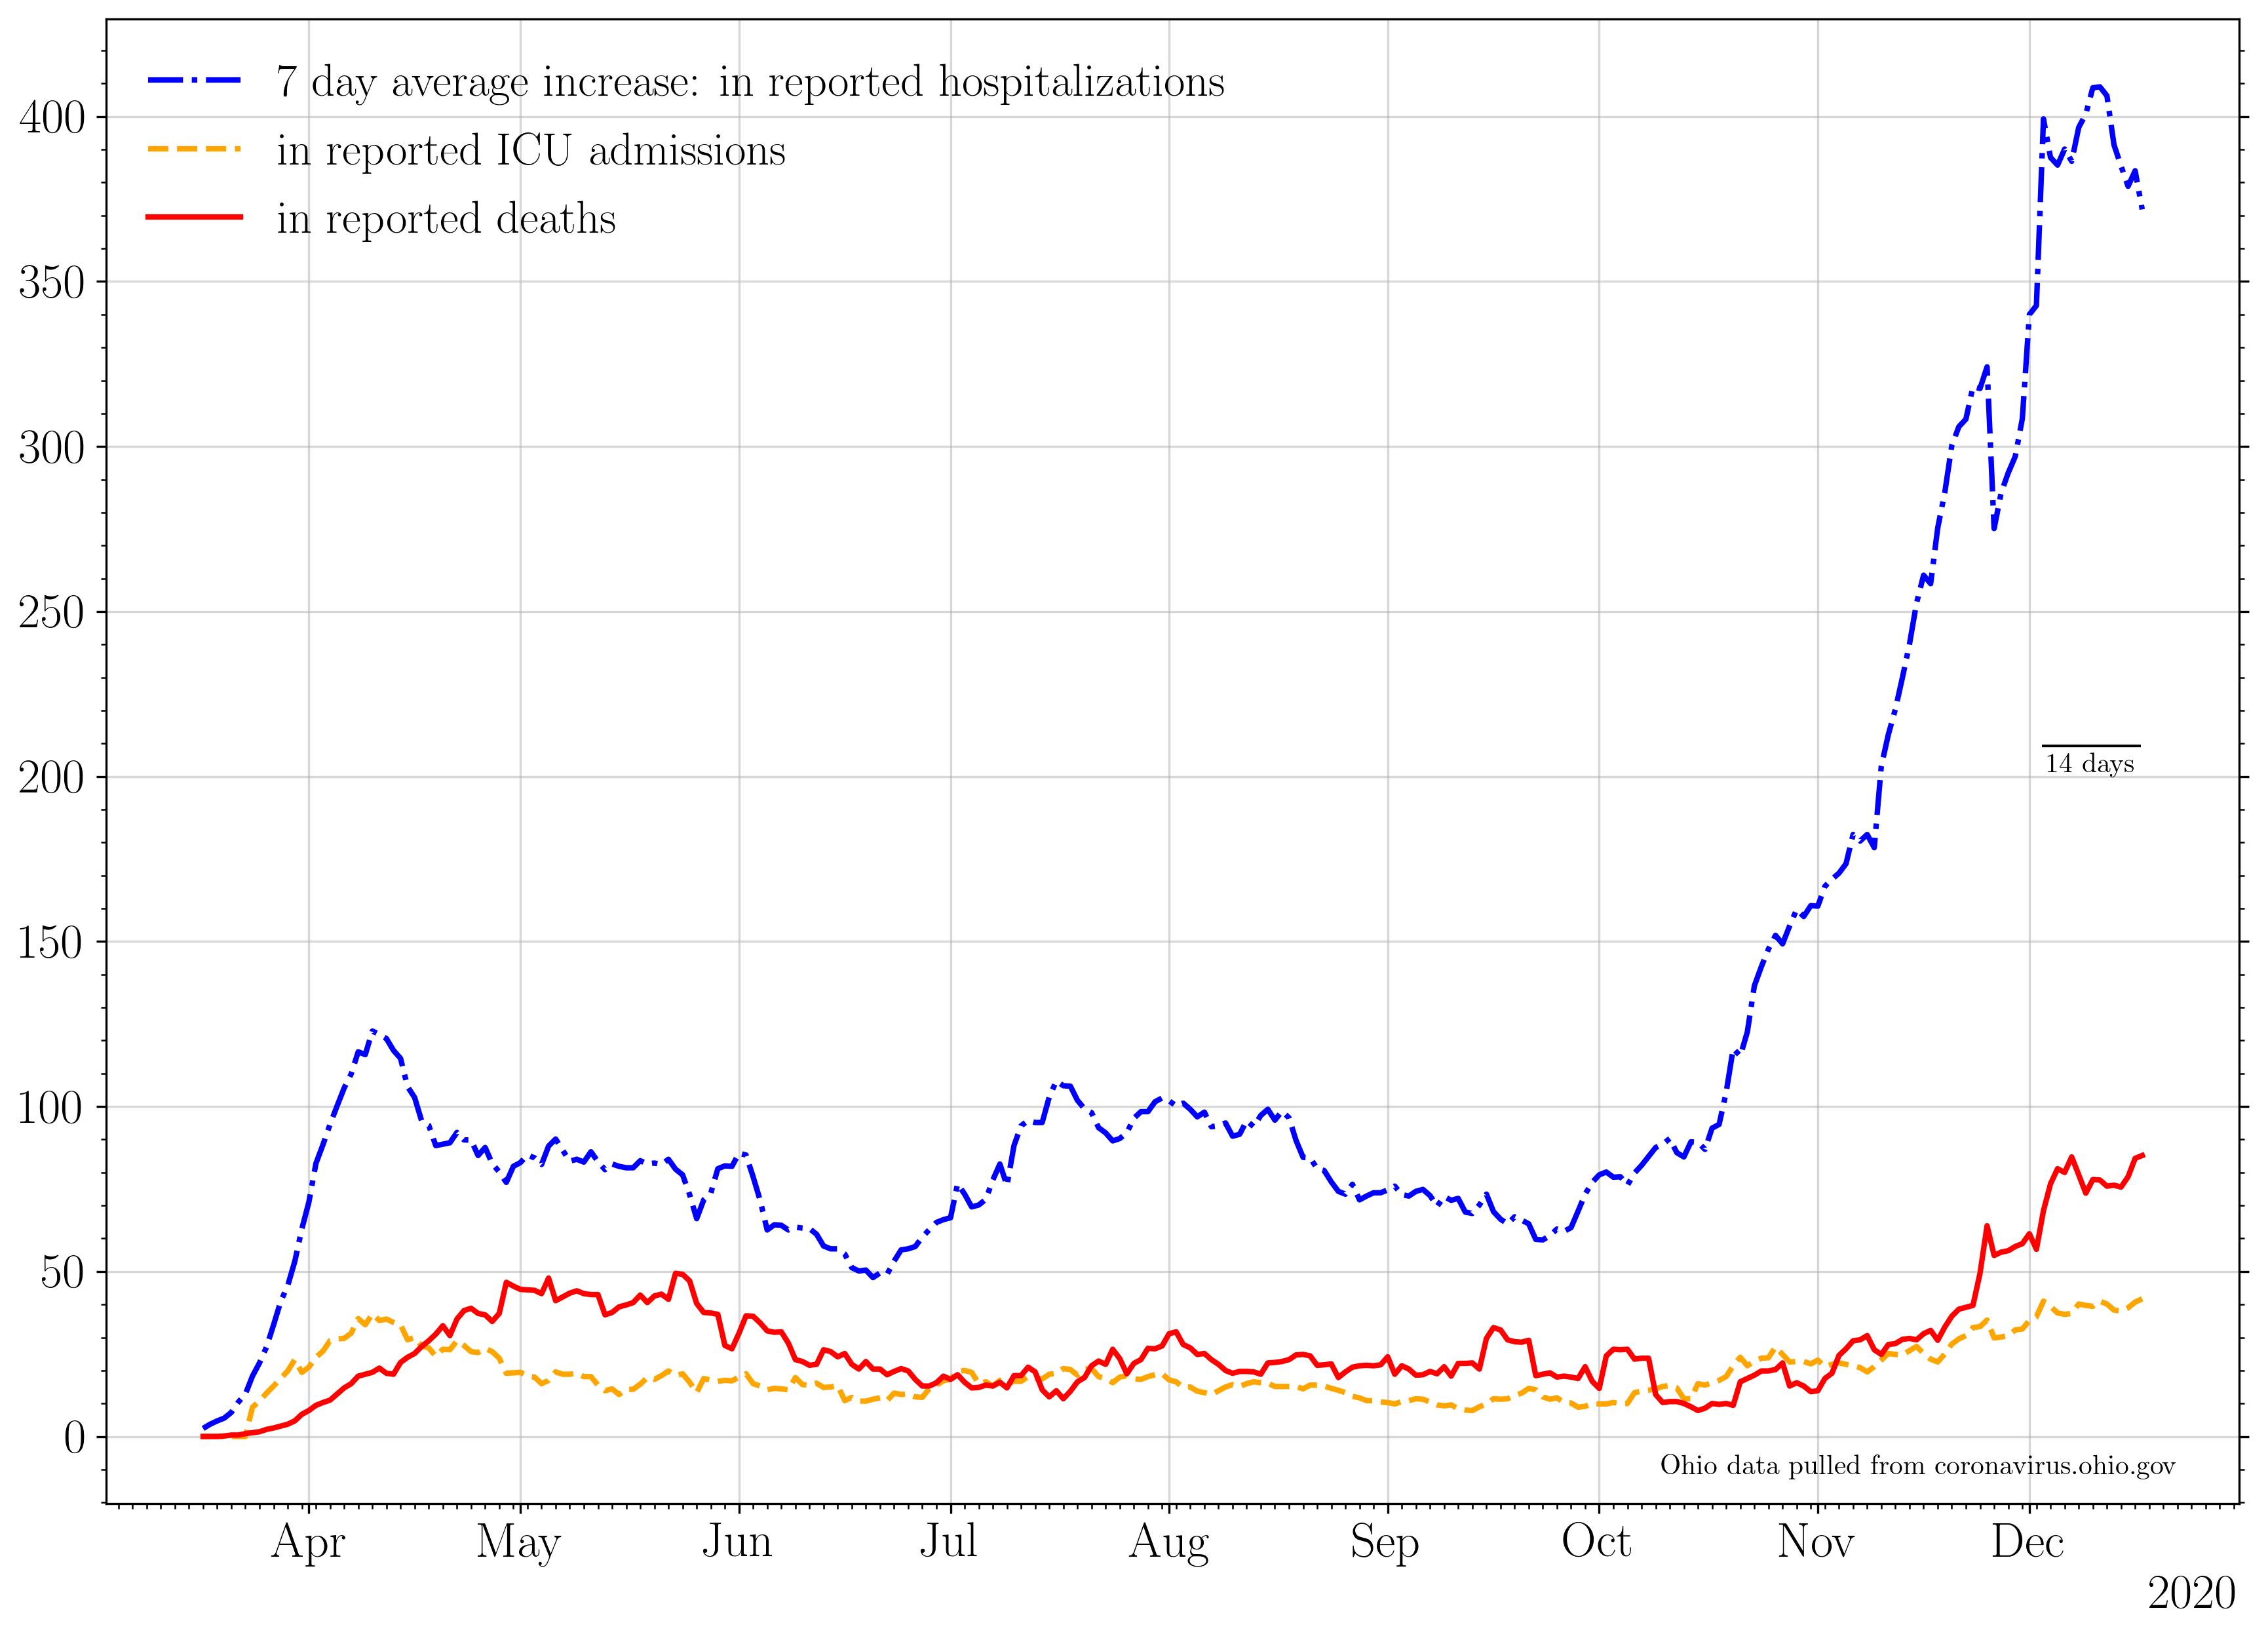 7 day average increase: in reported hospitalizations
in reported ICU admissions
in reported deaths
400
350
300
250
200
150
100
50
0
14 days
Ohio data pulled from coronavirus.ohio.gov
Apr May Jun Jul Aug Sep Oct Nov Dec
2020